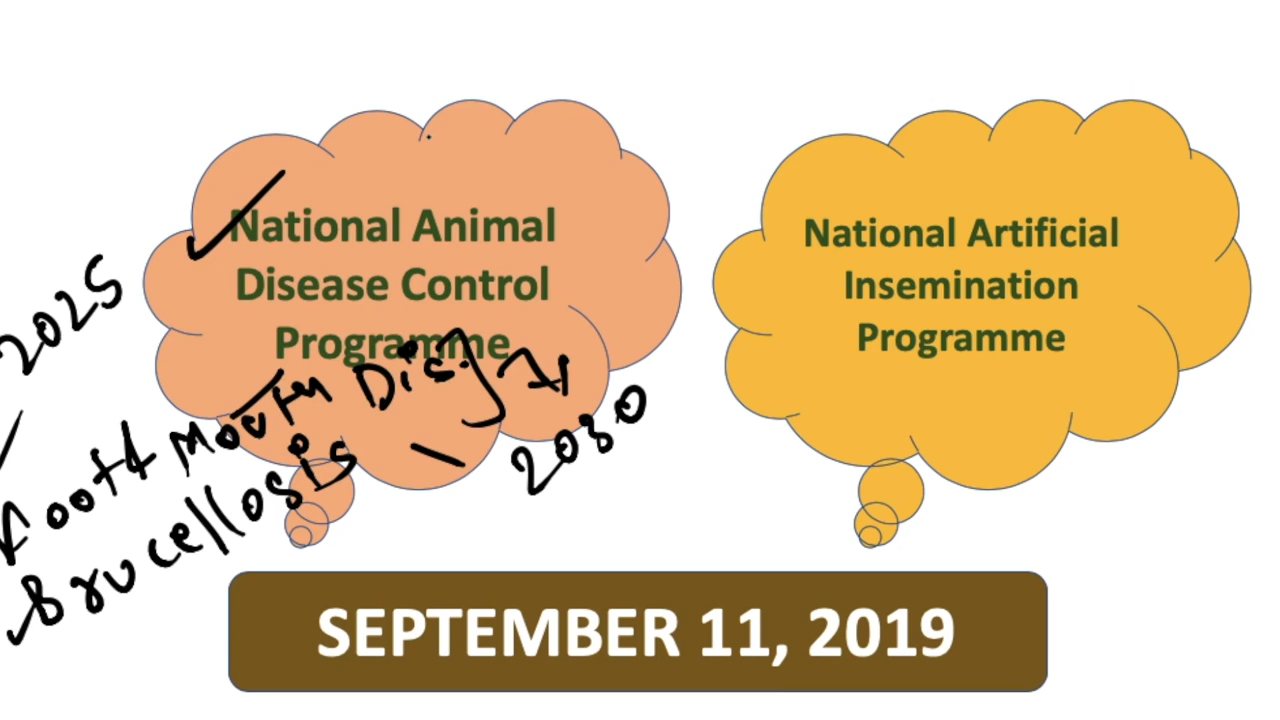 National Animal
Disease Control
Programme
National Artificial
Insemination
Programme
2025
Foot & Mouth Dis.
Brucellosis
2030
SEPTEMBER 11, 2019